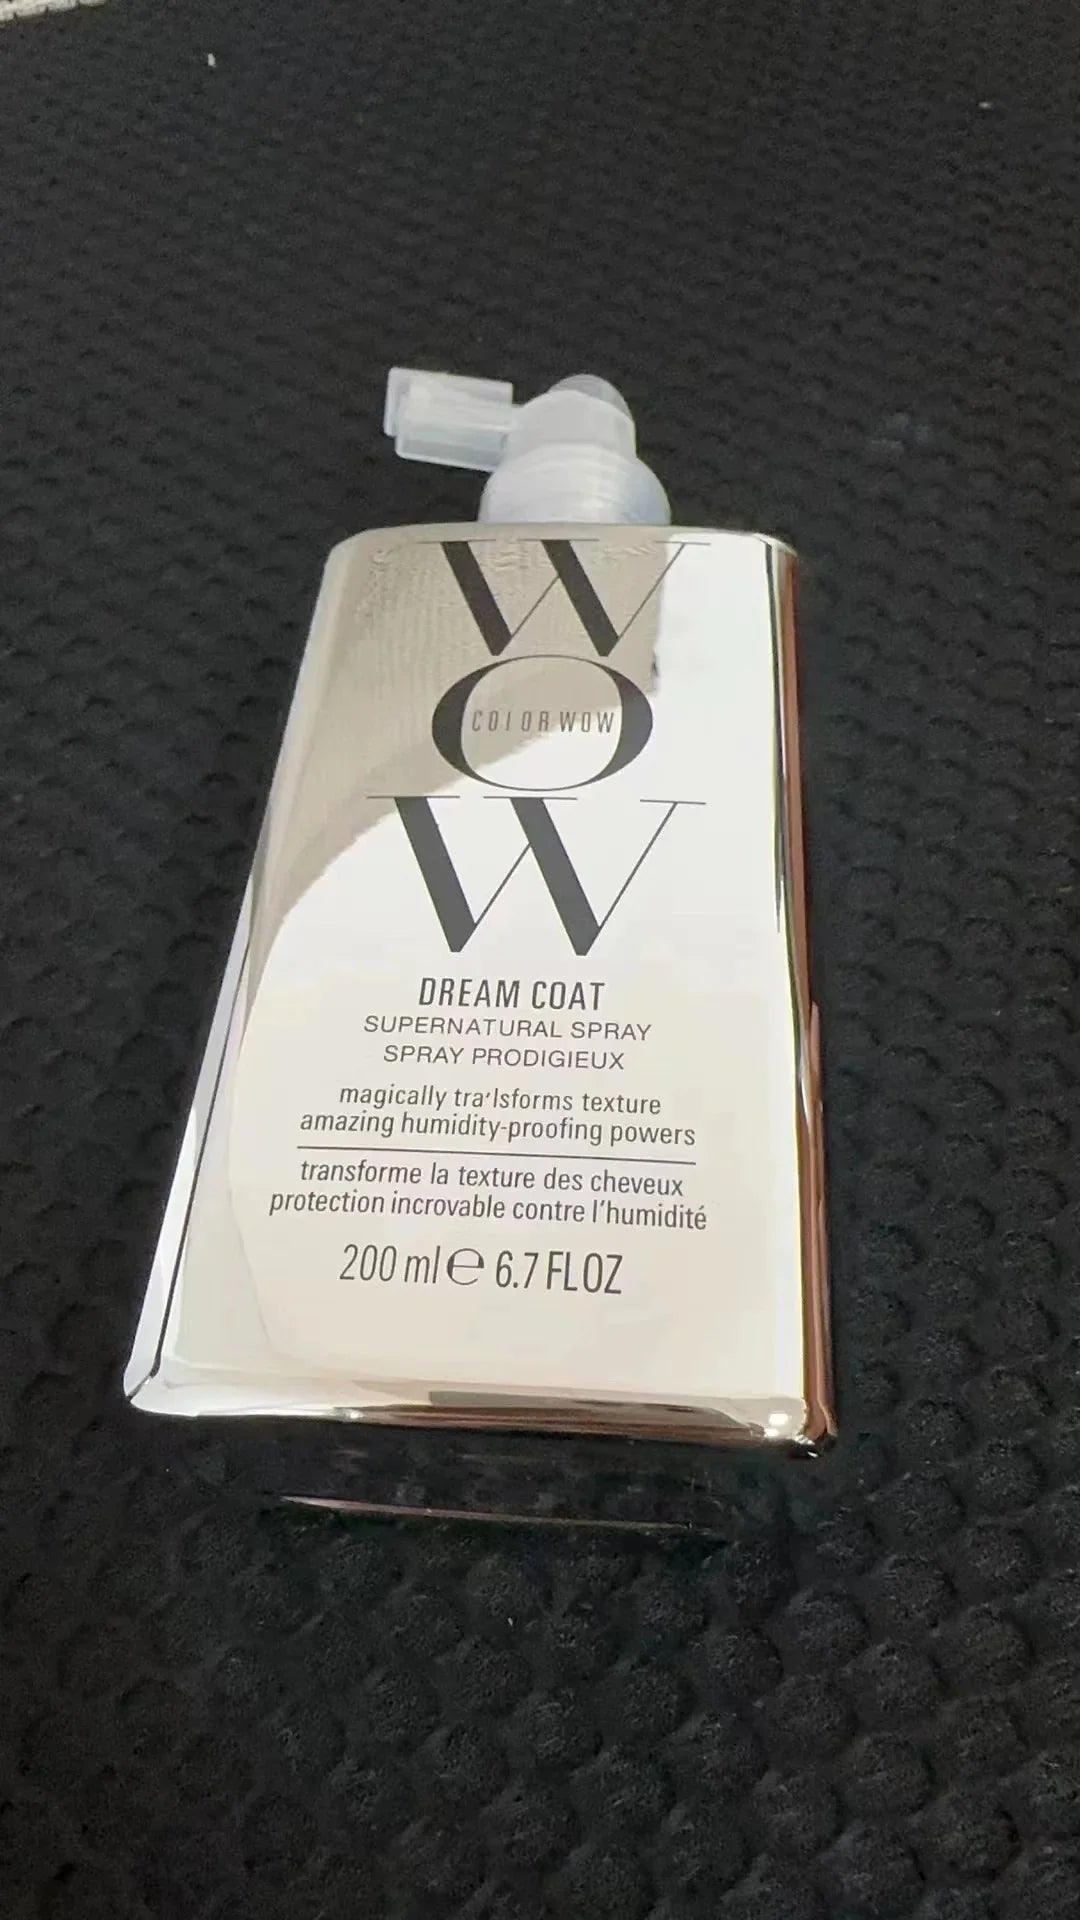 WOW
COLOR WOW
DREAM COAT
SUPERNATURAL SPRAY
SPRAY PRODIGIEUX
magically tra'lsforms texture
amazing humidity-proofing powers
transforme la texture des cheveux
protection incrovable contre l'humidité
200 ml e 6.7 FL OZ